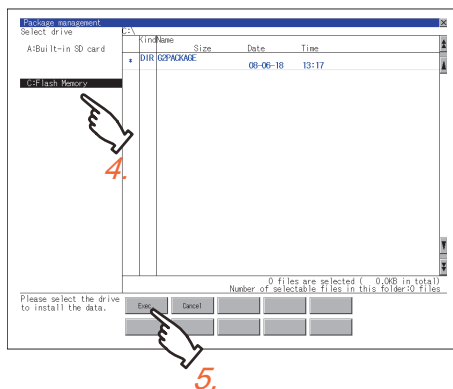 Package management
Select drive
C:\
A:Built-in SD card
Kind Name
Size Date Time
* DIR G2PACKAGE
08-06-18 13:17
C:Flash Memory
4.
0 files are selected ( 0.0KB in total)
Number of selectable files in this folder:0 files
Please select the drive
to install the data.
Exec. Cancel
5.